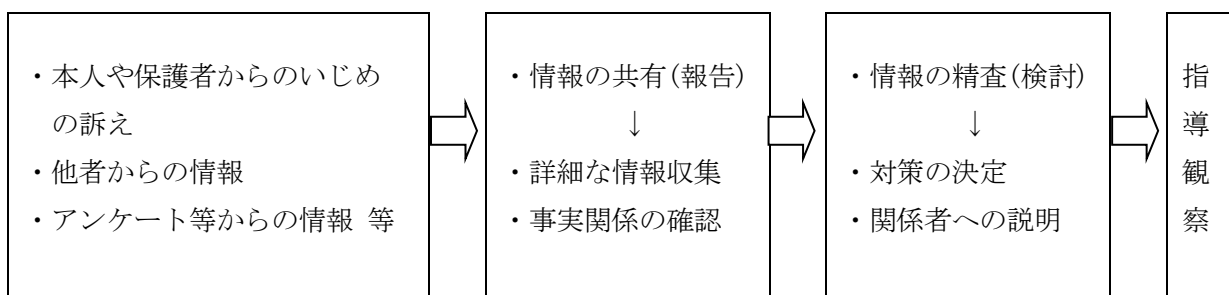 ・本人や保護者からのいじめ
の訴え
・他者からの情報
・アンケート等からの情報 等
・情報の共有(報告)
↓
・詳細な情報収集
・事実関係の確認
・情報の精査(検討)
↓
・対策の決定
・関係者への説明
指
導
観
察